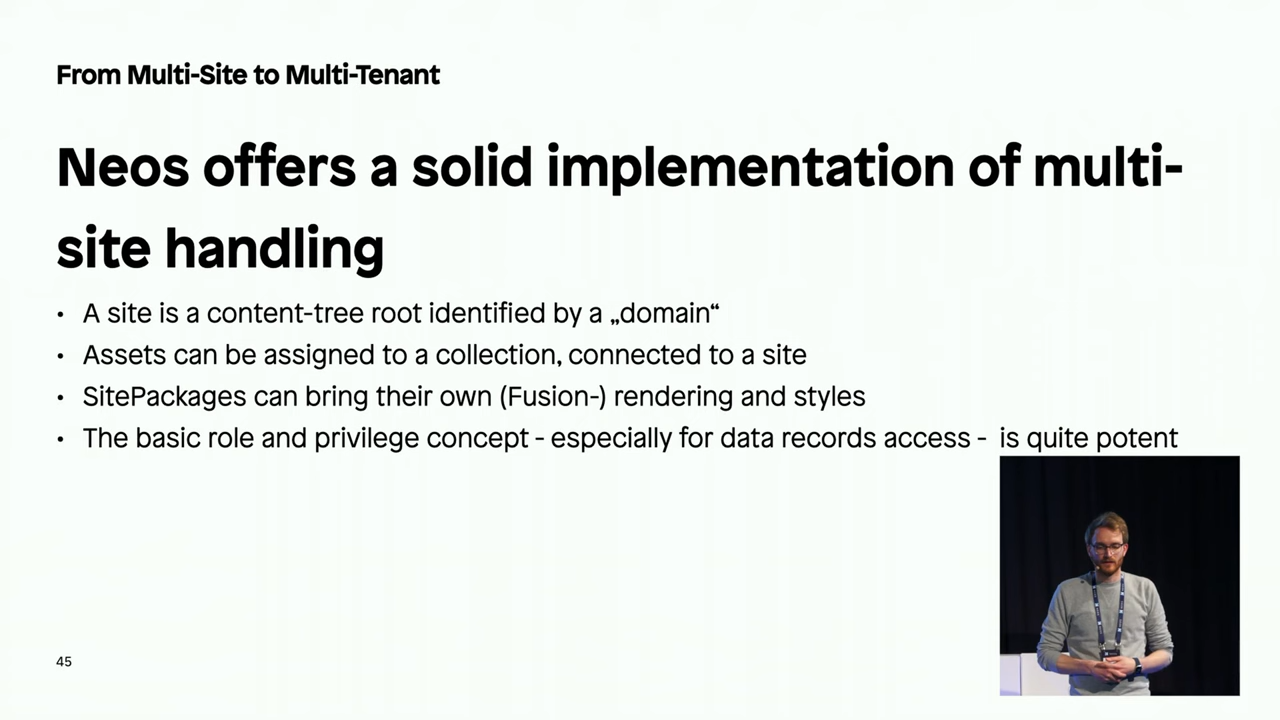 From Multi-Site to Multi-Tenant
Neos offers a solid implementation of multi-
site handling
• A site is a content-tree root identified by a „domain“
• Assets can be assigned to a collection, connected to a site
• SitePackages can bring their own (Fusion-) rendering and styles
• The basic role and privilege concept - especially for data records access - is quite potent
45